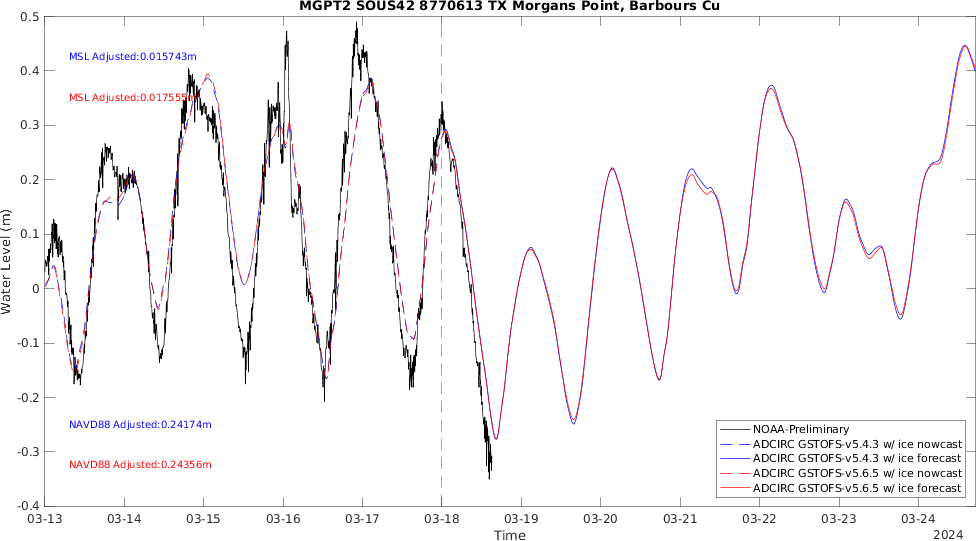 MGPT2 SOUS42 8770613 TX Morgans Point, Barbours Cu
0.5
0.4
0.3
0.2
0.1
0
-0.1
-0.2
-0.3
-0.4
Water Level (m)
MSL Adjusted:0.015743m
MSL Adjusted:0.017555m
NAVD88 Adjusted:0.24174m
NAVD88 Adjusted:0.24356m
NOAA-Preliminary
ADCIRC GSTOFS-v5.4.3 w/ ice nowcast
ADCIRC GSTOFS-v5.4.3 w/ ice forecast
ADCIRC GSTOFS-v5.6.5 w/ ice nowcast
ADCIRC GSTOFS-v5.6.5 w/ ice forecast
03-13 03-14 03-15 03-16 03-17 03-18 03-19 03-20 03-21 03-22 03-23 03-24
Time
2024